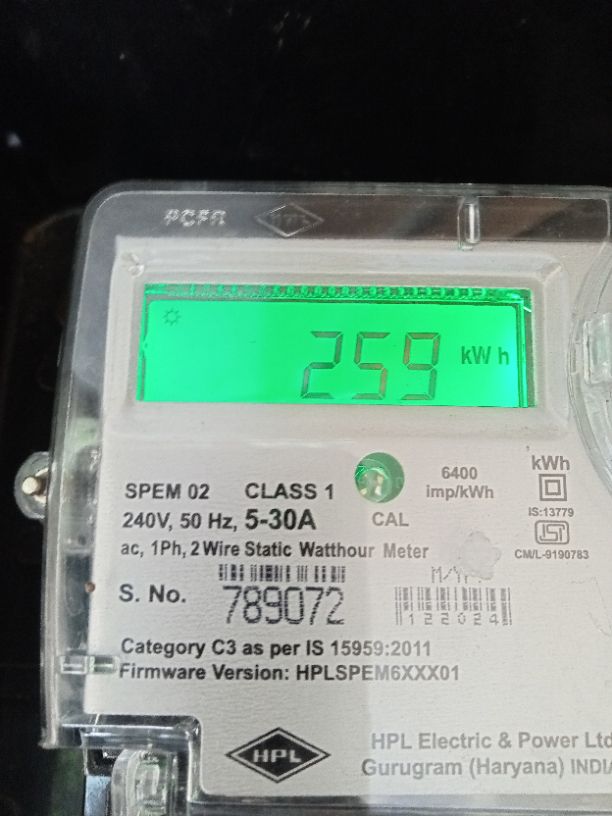 HPL
259 kWh
SPEM 02 CLASS 1
6400
imp/kWh
kWh
240V, 50 Hz, 5-30A
CAL
IS:13779
ISI
CM/L-9190783
ac, 1Ph, 2 Wire Static Watthour Meter
S. No. 789072
122024
Category C3 as per IS 15959:2011
Firmware Version: HPLSPEM6XXX01
HPL
HPL Electric & Power Ltd
Gurugram (Haryana) INDIA